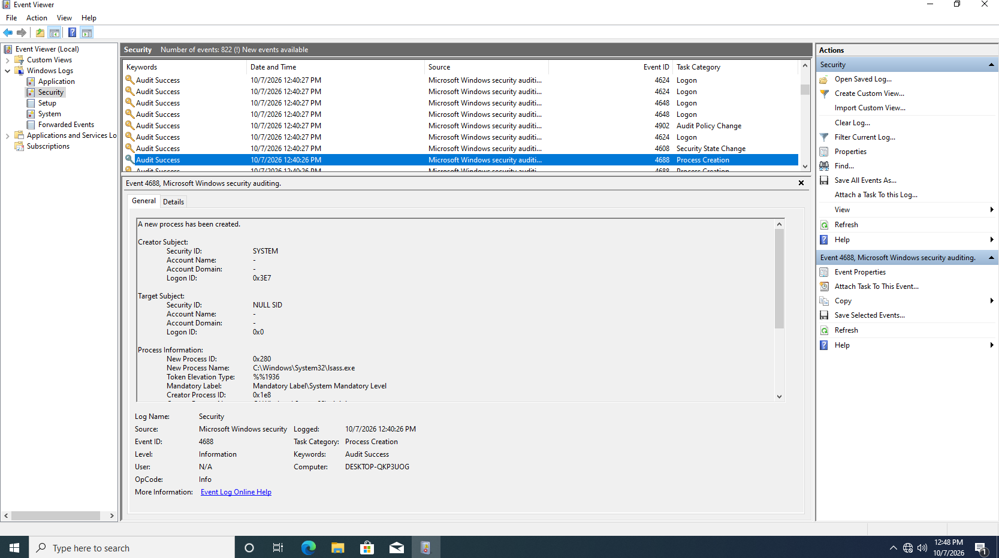 Event Viewer
File Action View Help
Event Viewer (Local)
Custom Views
Windows Logs
Application
Security
Setup
System
Forwarded Events
Applications and Services Lo
Subscriptions
Security Number of events: 822 (!) New events available
Keywords Date and Time Source Event ID Task Category
Audit Success 10/7/2026 12:40:27 PM Microsoft Windows security auditi... 4624 Logon
Audit Success 10/7/2026 12:40:27 PM Microsoft Windows security auditi... 4624 Logon
Audit Success 10/7/2026 12:40:27 PM Microsoft Windows security auditi... 4648 Logon
Audit Success 10/7/2026 12:40:27 PM Microsoft Windows security auditi... 4648 Logon
Audit Success 10/7/2026 12:40:27 PM Microsoft Windows security auditi... 4902 Audit Policy Change
Audit Success 10/7/2026 12:40:27 PM Microsoft Windows security auditi... 4624 Logon
Audit Success 10/7/2026 12:40:27 PM Microsoft Windows security auditi... 4608 Security State Change
Audit Success 10/7/2026 12:40:26 PM Microsoft Windows security auditi... 4688 Process Creation
Audit Success 10/7/2026 12:40:26 PM Microsoft Windows security auditi... 4688 Process Creation
Event 4688, Microsoft Windows security auditing.
General Details
A new process has been created.
Creator Subject:
Security ID: SYSTEM
Account Name: -
Account Domain: -
Logon ID: 0x3E7
Target Subject:
Security ID: NULL SID
Account Name: -
Account Domain: -
Logon ID: 0x0
Process Information:
New Process ID: 0x280
New Process Name: C:\Windows\System32\lsass.exe
Token Elevation Type: %%1936
Mandatory Label: Mandatory Label\System Mandatory Level
Creator Process ID: 0x1e8
Log Name: Security
Source: Microsoft Windows security Logged: 10/7/2026 12:40:26 PM
Event ID: 4688 Task Category: Process Creation
Level: Information Keywords: Audit Success
User: N/A Computer: DESKTOP-QKP3UOG
OpCode: Info
More Information: Event Log Online Help
Actions
Security
Open Saved Log...
Create Custom View...
Import Custom View...
Clear Log...
Filter Current Log...
Properties
Find...
Save All Events As...
Attach a Task To this Log...
View
Refresh
Help
Event 4688, Microsoft Windows security auditing.
Event Properties
Attach Task To This Event...
Copy
Save Selected Events...
Refresh
Help
Type here to search
12:48 PM
10/7/2026
1